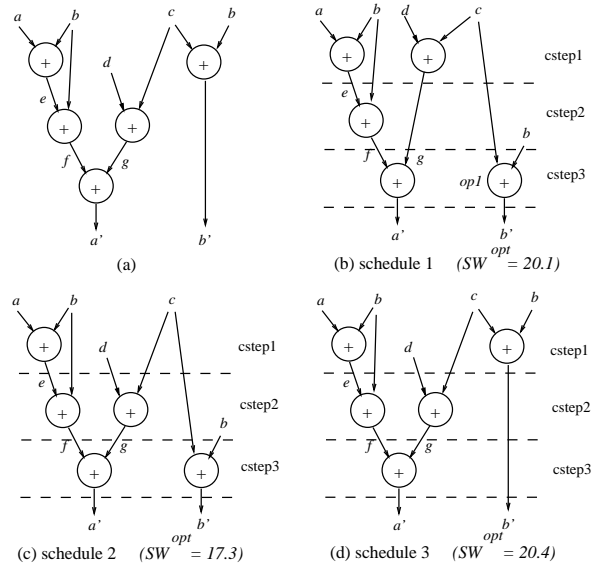 a b c b
d
+ +
e
+ +
f g
+
a' b'
(a)
a b d c
+ + cstep1
e
+ cstep2
b
f g
op1 + + cstep3
a' b'
(b) schedule 1 (SW opt = 20.1)
a b c
+ cstep1
e d
+ + cstep2
b
f g
+ + cstep3
a' b'
(c) schedule 2 (SW opt = 17.3)
a b c b
+ + cstep1
e d
+ + cstep2
f g
+ cstep3
a' b'
(d) schedule 3 (SW opt = 20.4)